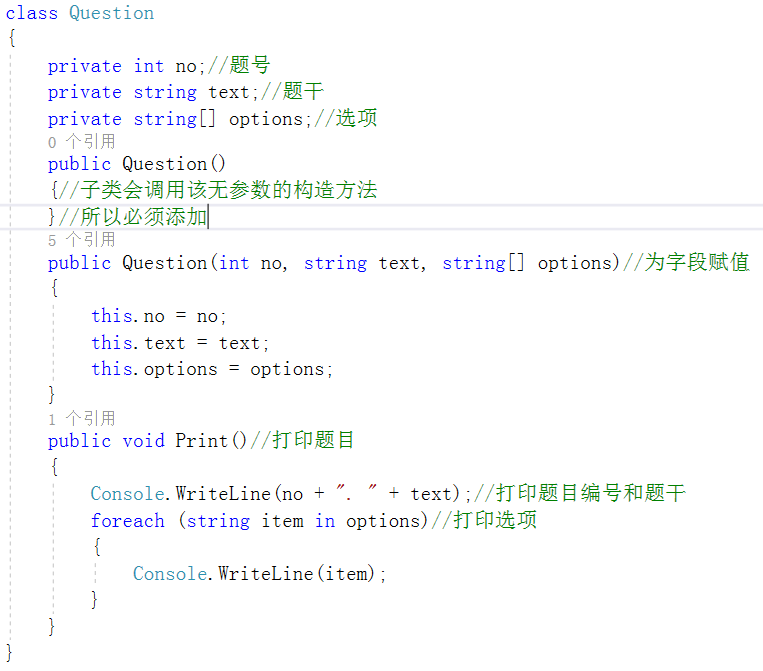 class Question
{
    private int no;//题号
    private string text;//题干
    private string[] options;//选项
    0 个引用
    public Question()
    {//子类会调用该无参数的构造方法
    }//所以必须添加
    5 个引用
    public Question(int no, string text, string[] options)//为字段赋值
    {
        this.no = no;
        this.text = text;
        this.options = options;
    }
    1 个引用
    public void Print()//打印题目
    {
        Console.WriteLine(no + ". " + text);//打印题目编号和题干
        foreach (string item in options)//打印选项
        {
            Console.WriteLine(item);
        }
    }
}